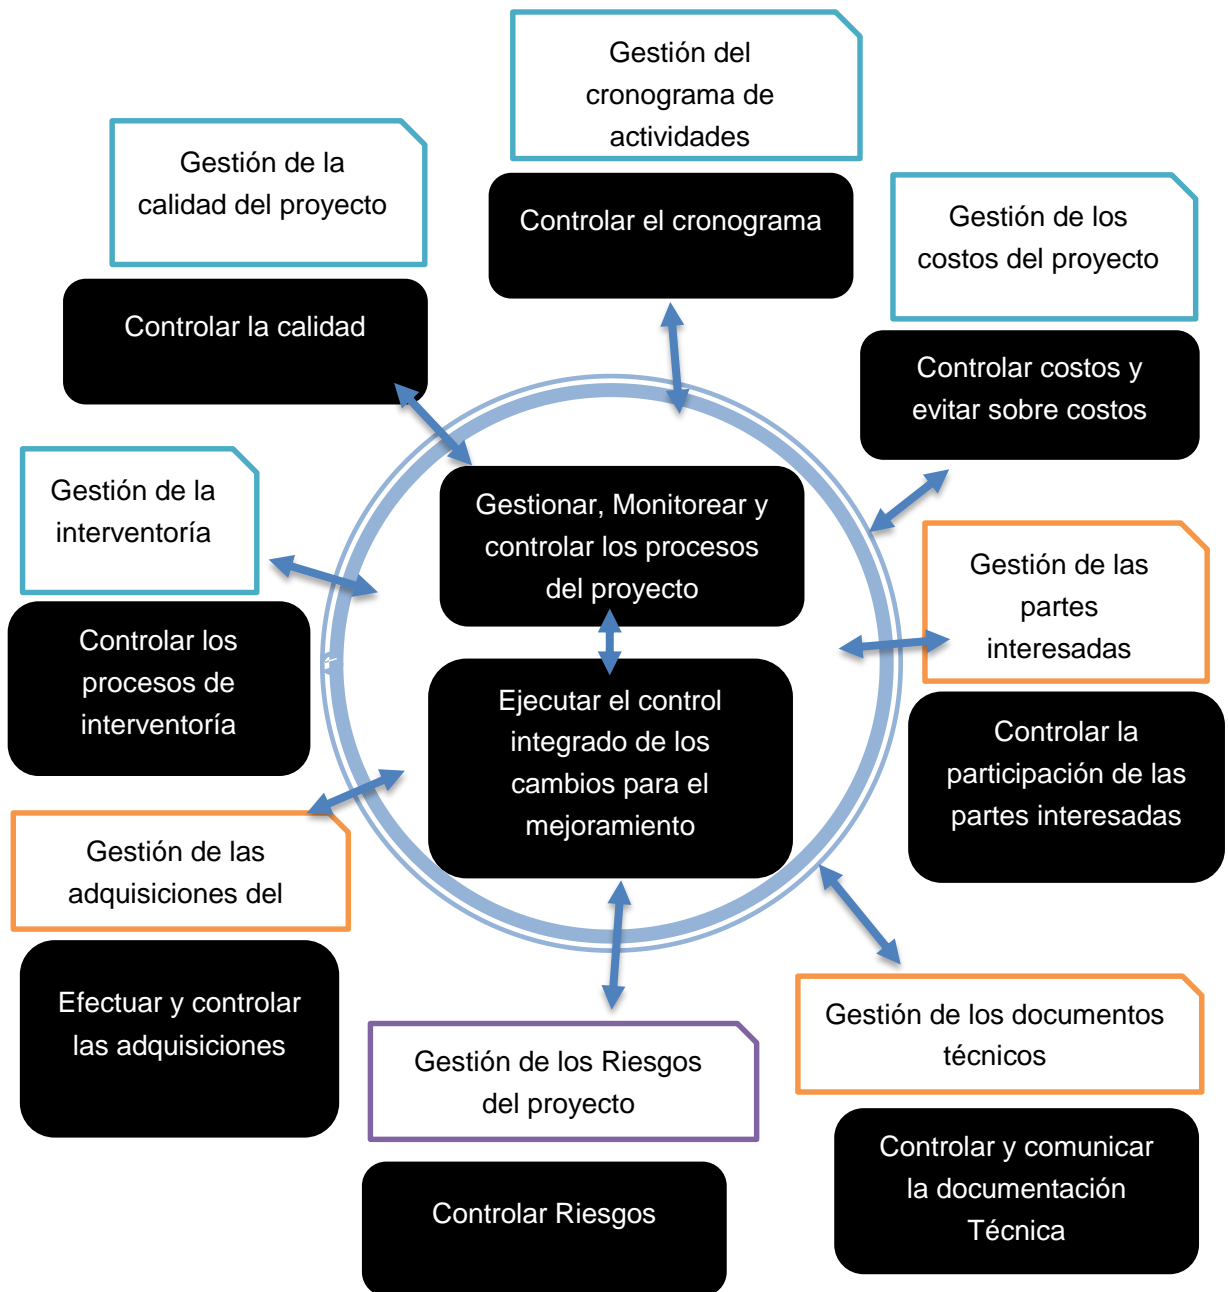 Gestión del
cronograma de
actividades
Controlar el cronograma
Gestión de la
calidad del proyecto
Controlar la calidad
Gestión de los
costos del proyecto
Controlar costos y
evitar sobre costos
Gestión de la
interventoría
Controlar los
procesos de
interventoría
Gestionar, Monitorear y
controlar los procesos
del proyecto
Ejecutar el control
integrado de los
cambios para el
mejoramiento
Gestión de las
partes
interesadas
Controlar la
participación de las
partes interesadas
Gestión de las
adquisiciones del
Efectuar y controlar
las adquisiciones
Gestión de los Riesgos
del proyecto
Controlar Riesgos
Gestión de los documentos
técnicos
Controlar y comunicar
la documentación
Técnica